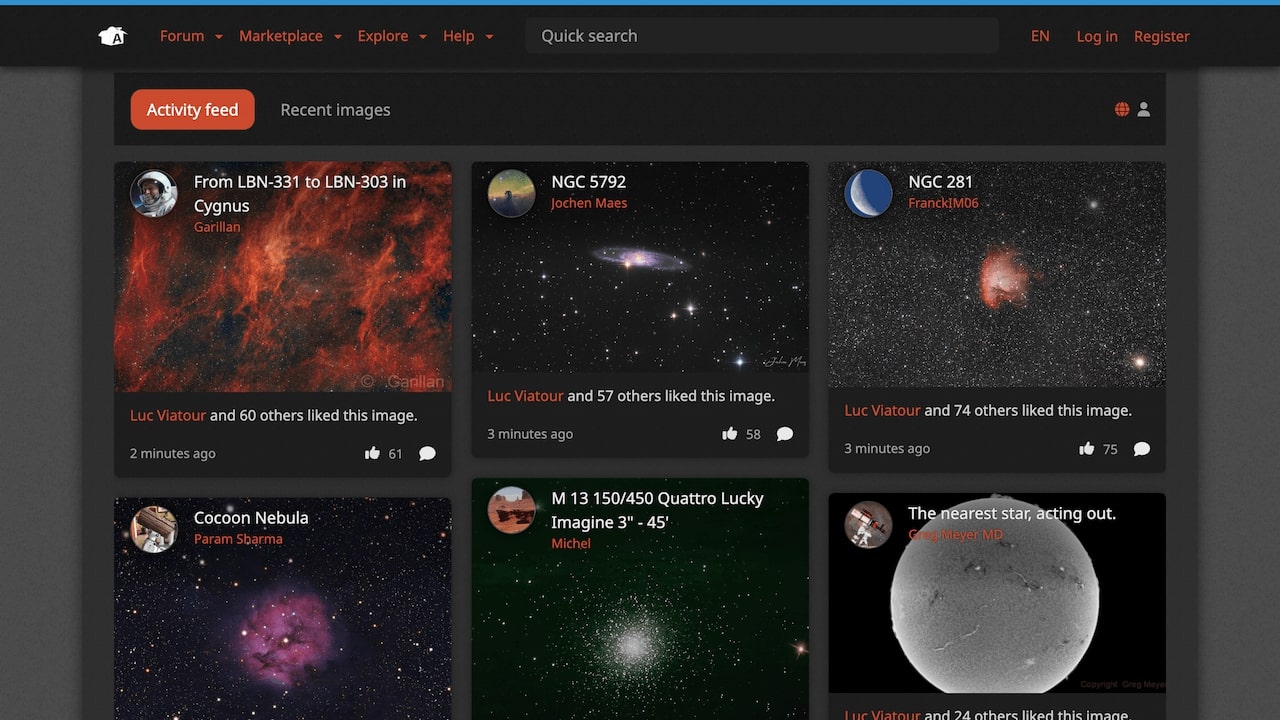 A
Forum
Marketplace
Explore
Help
Quick search
EN
Log in
Register
Activity feed
Recent images
From LBN-331 to LBN-303 in
Cygnus
Garillan
© Garillan
Luc Viatour and 60 others liked this image.
2 minutes ago
61
NGC 5792
Jochen Maes
Luc Viatour and 57 others liked this image.
3 minutes ago
58
NGC 281
FranckIM06
Luc Viatour and 74 others liked this image.
3 minutes ago
75
Cocoon Nebula
Param Sharma
M 13 150/450 Quattro Lucky
Imagine 3" - 45'
Michel
The nearest star, acting out.
Greg Meyer MD
Copyright Greg Meye
Luc Viatour and 24 others liked this image.